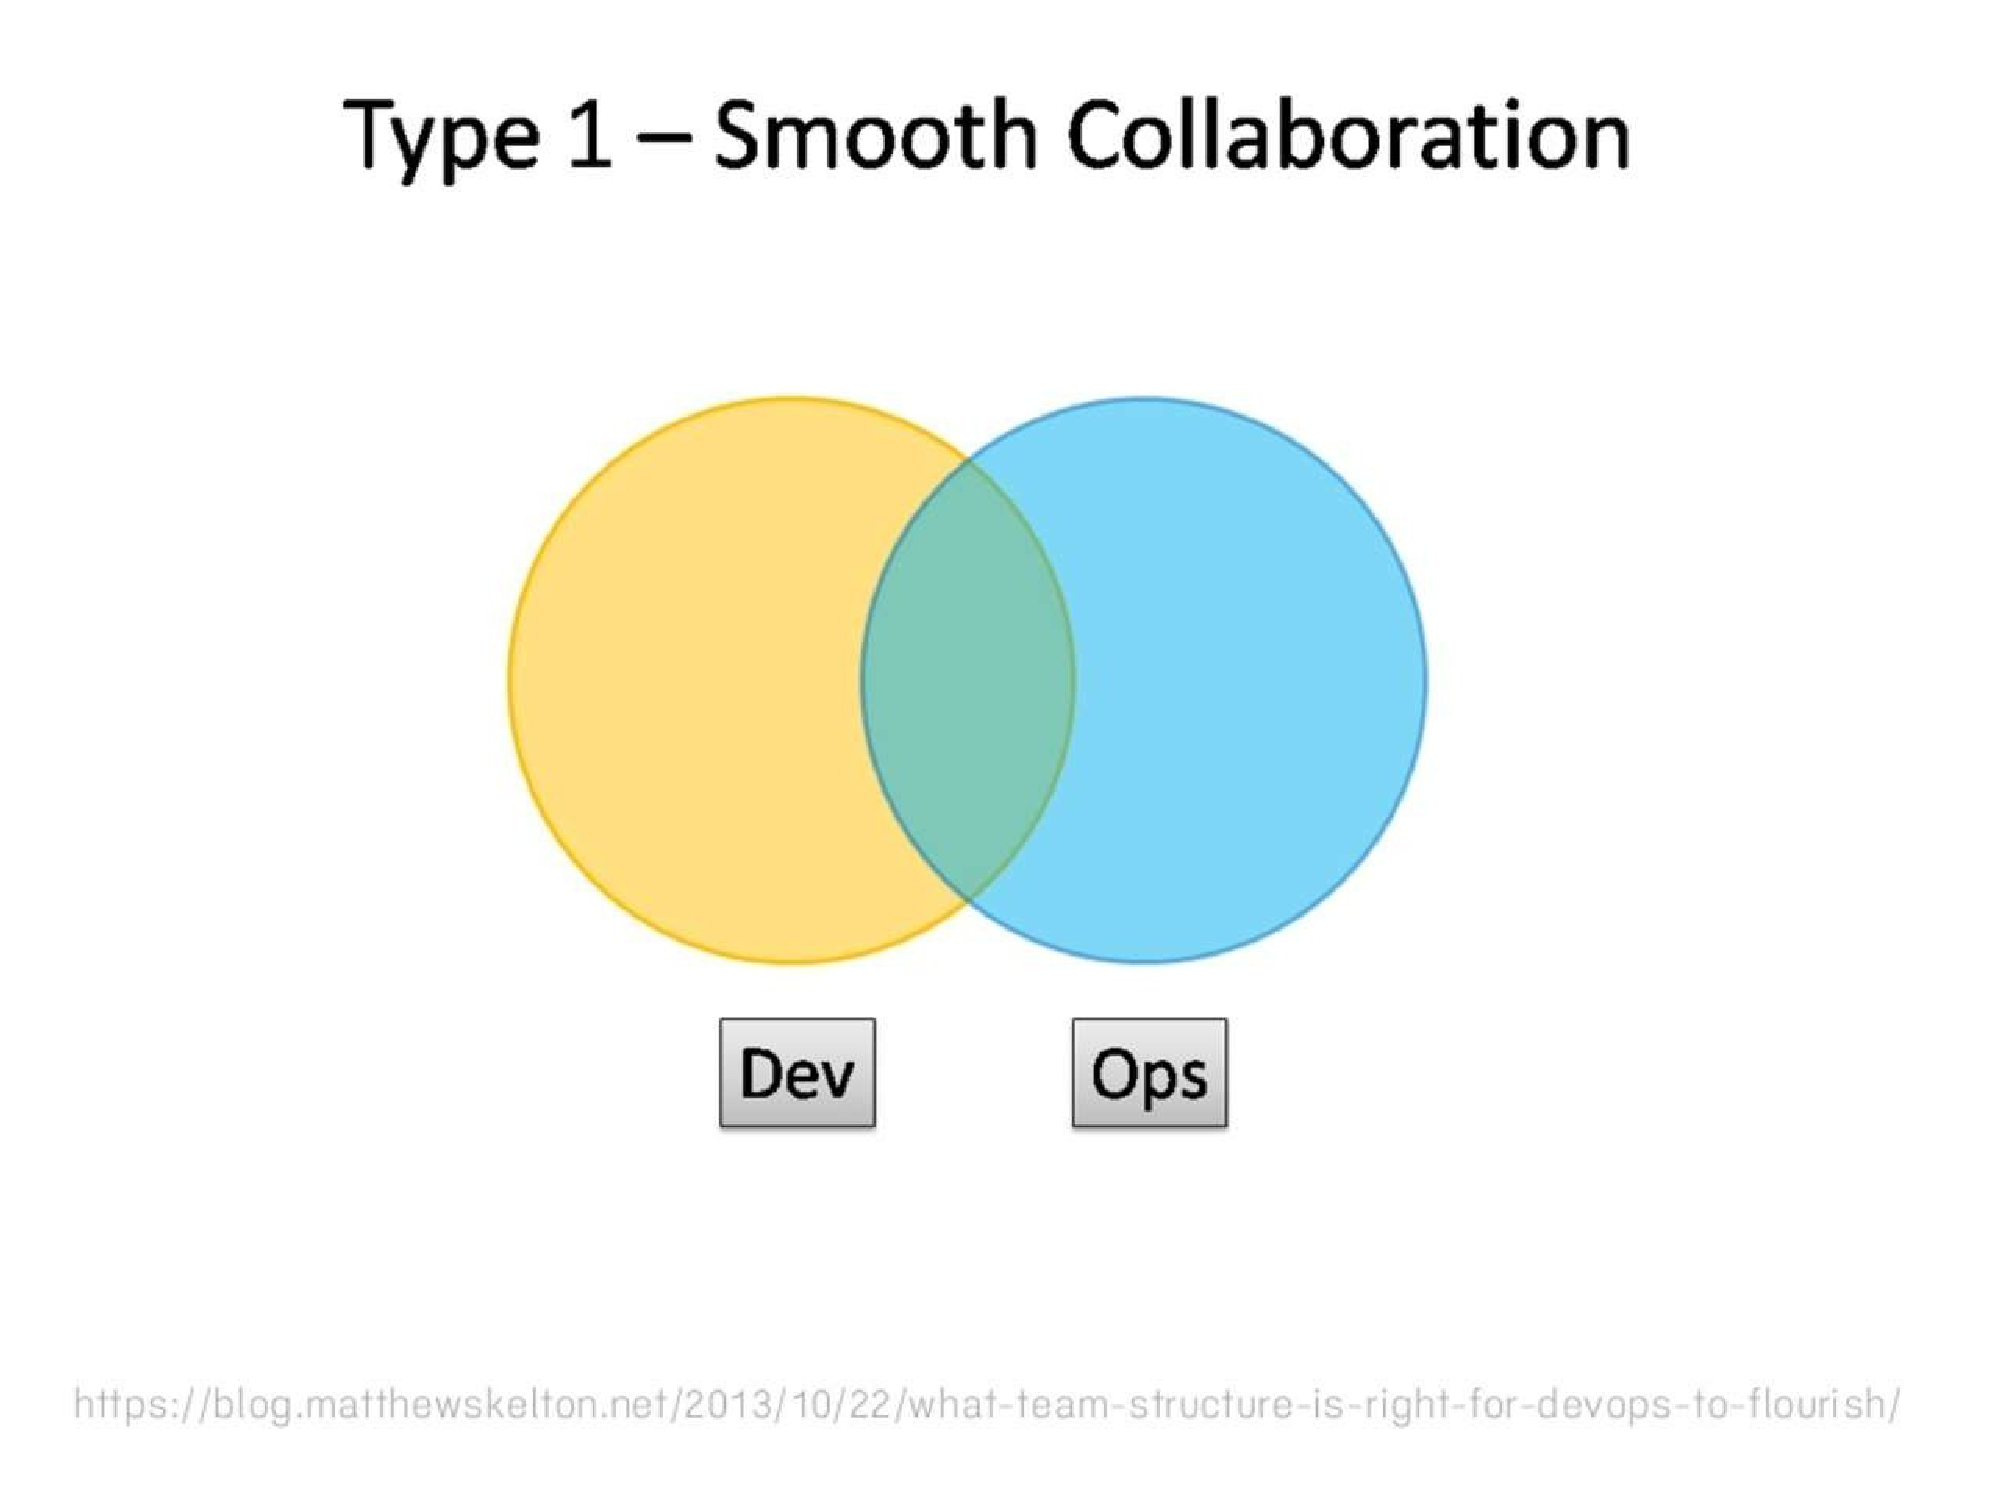 Type 1 – Smooth Collaboration
Dev
Ops
https://blog.matthewskelton.net/2013/10/22/what-team-structure-is-right-for-devops-to-flourish/